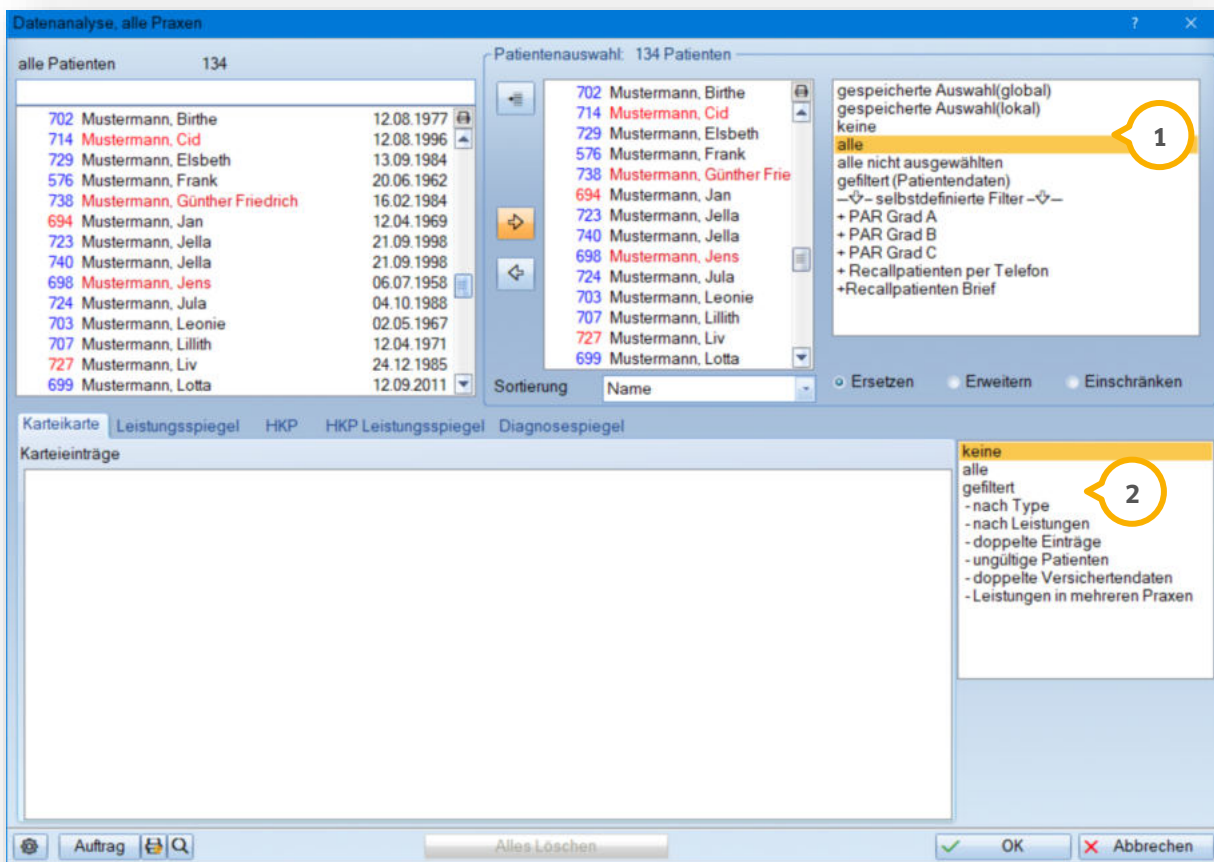 Datenanalyse, alle Praxen
?
alle Patienten 134
702 Mustermann, Birthe 12.08.1977
714 Mustermann, Cid 12.08.1996
729 Mustermann, Elsbeth 13.09.1984
576 Mustermann, Frank 20.06.1962
738 Mustermann, Günther Friedrich 16.02.1984
694 Mustermann, Jan 12.04.1969
723 Mustermann, Jella 21.09.1998
740 Mustermann, Jella 21.09.1998
698 Mustermann, Jens 06.07.1958
724 Mustermann, Jula 04.10.1988
703 Mustermann, Leonie 02.05.1967
707 Mustermann, Lillith 12.04.1971
727 Mustermann, Liv 24.12.1985
699 Mustermann, Lotta 12.09.2011
Patientenauswahl: 134 Patienten
702 Mustermann, Birthe
714 Mustermann, Cid
729 Mustermann, Elsbeth
576 Mustermann, Frank
738 Mustermann, Günther Frie
694 Mustermann, Jan
723 Mustermann, Jella
740 Mustermann, Jella
698 Mustermann, Jens
724 Mustermann, Jula
703 Mustermann, Leonie
707 Mustermann, Lillith
727 Mustermann, Liv
699 Mustermann, Lotta
Sortierung Name
gespeicherte Auswahl(global)
gespeicherte Auswahl(lokal)
keine
alle
alle nicht ausgewählten
gefiltert (Patientendaten)
– selbstdefinierte Filter –
+ PAR Grad A
+ PAR Grad B
+ PAR Grad C
+ Recallpatienten per Telefon
+Recallpatienten Brief
1
Ersetzen Erweitern Einschränken
Karteikarte Leistungsspiegel HKP HKP Leistungsspiegel Diagnosespiegel
Karteieinträge
keine
alle
gefiltert
- nach Type
- nach Leistungen
- doppelte Einträge
- ungültige Patienten
- doppelte Versichertendaten
- Leistungen in mehreren Praxen
2
Auftrag Alles Löschen OK Abbrechen